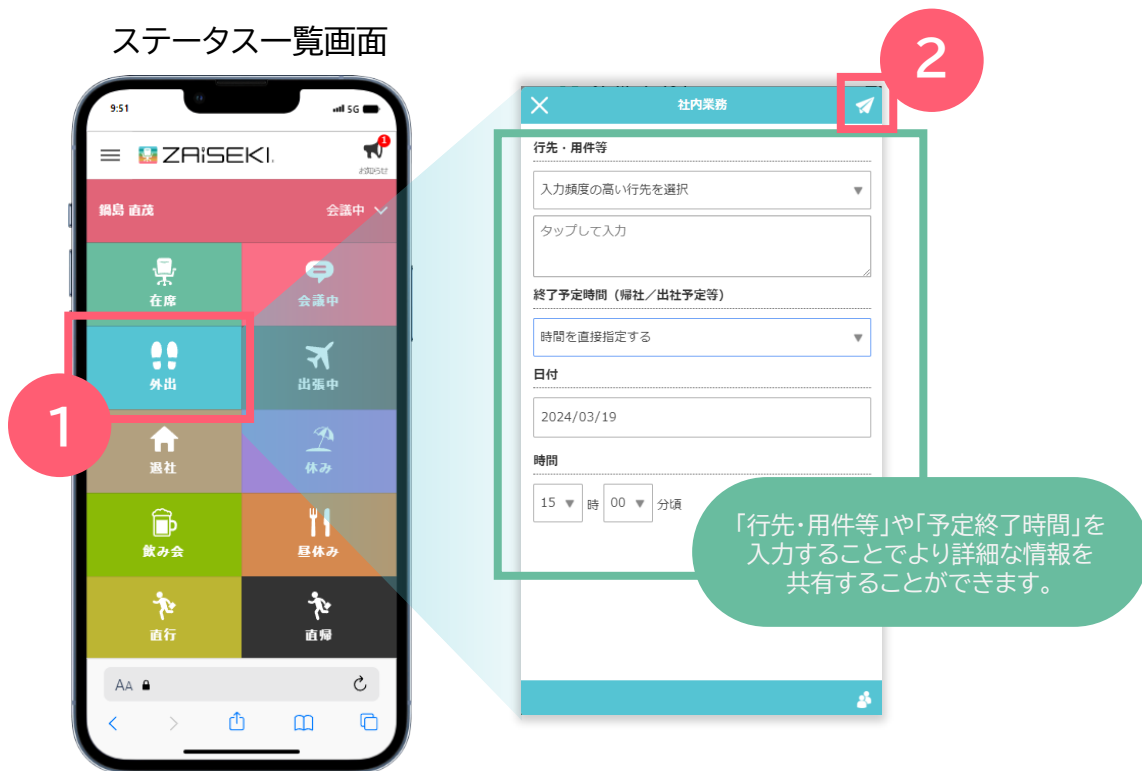 ステータス一覧画面
9:51
5G
ZAiSEKI.
1
お知らせ
鍋島 直茂
会議中
在席
会議中
外出
出張中
1
退社
休み
飲み会
昼休み
直行
直帰
AA
2
社内業務
行先・用件等
入力頻度の高い行先を選択
タップして入力
終了予定時間（帰社／出社予定等）
時間を直接指定する
日付
2024/03/19
時間
15 時 00 分頃
「行先・用件等」や「予定終了時間」を
入力することでより詳細な情報を
共有することができます。